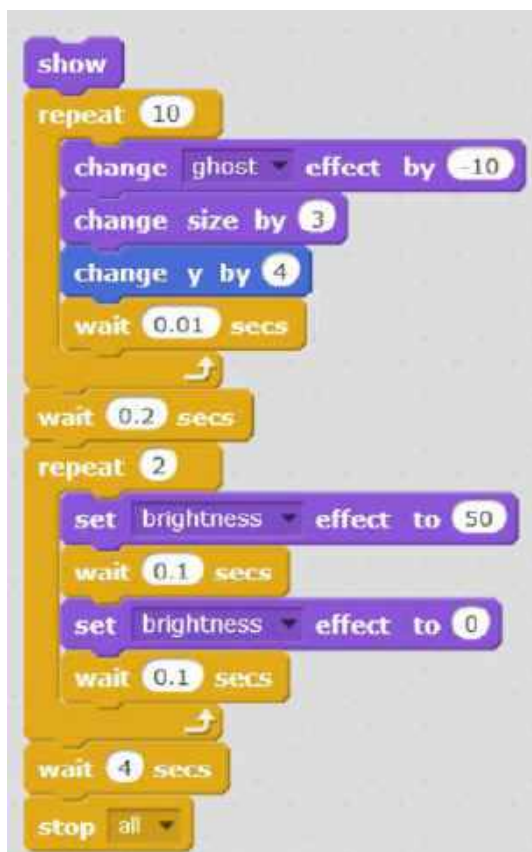 show
repeat 10
change ghost effect by -10
change size by 3
change y by 4
wait 0.01 secs
wait 0.2 secs
repeat 2
set brightness effect to 50
wait 0.1 secs
set brightness effect to 0
wait 0.1 secs
wait 4 secs
stop all